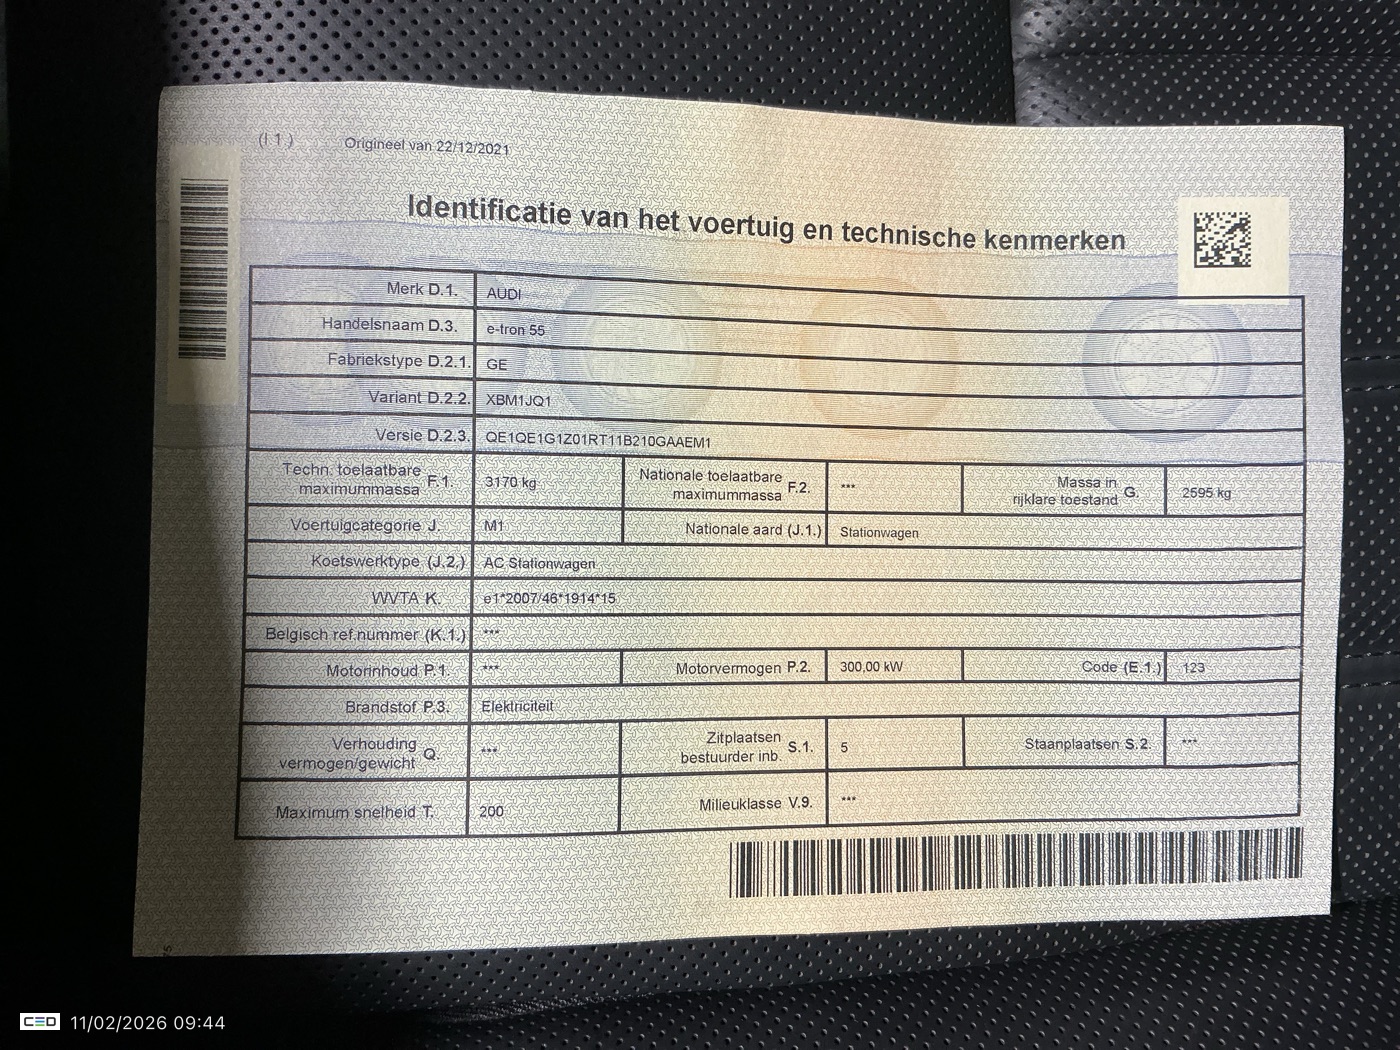 (I.1.) Origineel van 22/12/2021
Identificatie van het voertuig en technische kenmerken
Merk D.1. AUDI
Handelsnaam D.3. e-tron 55
Fabriekstype D.2.1. GE
Variant D.2.2. XBM1JQ1
Versie D.2.3. QE1QE1G1Z01RT11B210GAAEM1
Techn. toelaatbare maximummassa F.1. 3170 kg Nationale toelaatbare maximummassa F.2. *** Massa in rijklare toestand G. 2595 kg
Voertuigcategorie J. M1 Nationale aard (J.1.) Stationwagen
Koetswerktype (J.2.) AC Stationwagen
WVTA K. e1*2007/46*1914*15
Belgisch ref.nummer (K.1.) ***
Motorinhoud P.1. *** Motorvermogen P.2. 300,00 kW Code (E.1.) 123
Brandstof P.3. Elektriciteit
Verhouding vermogen/gewicht Q. *** Zitplaatsen bestuurder inb. S.1. 5 Staanplaatsen S.2. ***
Maximum snelheid T. 200 Milieuklasse V.9. ***
CED 11/02/2026 09:44